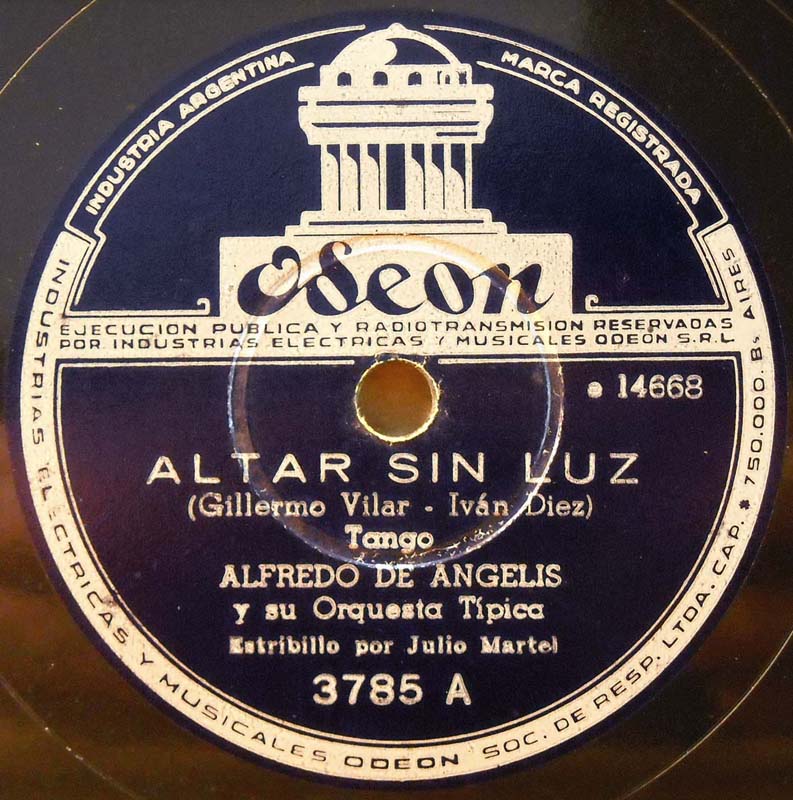 INDUSTRIA ARGENTINA
MARCA REGISTRADA
Odeon
EJECUCION PUBLICA Y RADIOTRANSMISION RESERVADAS
POR INDUSTRIAS ELECTRICAS Y MUSICALES ODEON S.R.L.
e 14668
ALTAR SIN LUZ
(Gillermo Vilar - Iván Diez)
Tango
ALFREDO DE ANGELIS
y su Orquesta Típica
Estribillo por Julio Martel
3785 A
INDUSTRIAS ELECTRICAS Y MUSICALES ODEON SOC. DE RESP. LTDA. CAP. * 750.000. B. AIRES